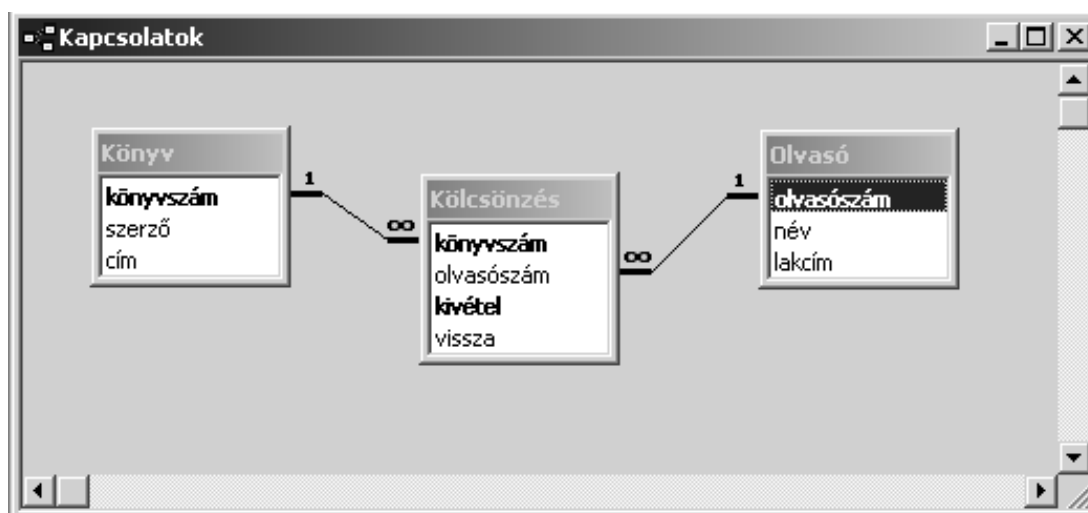 Kapcsolatok
Könyv
könyvszám
szerző
cím
1
∞
Kölcsönzés
könyvszám
olvasószám
kivétel
vissza
∞
1
Olvasó
olvasószám
név
lakcím